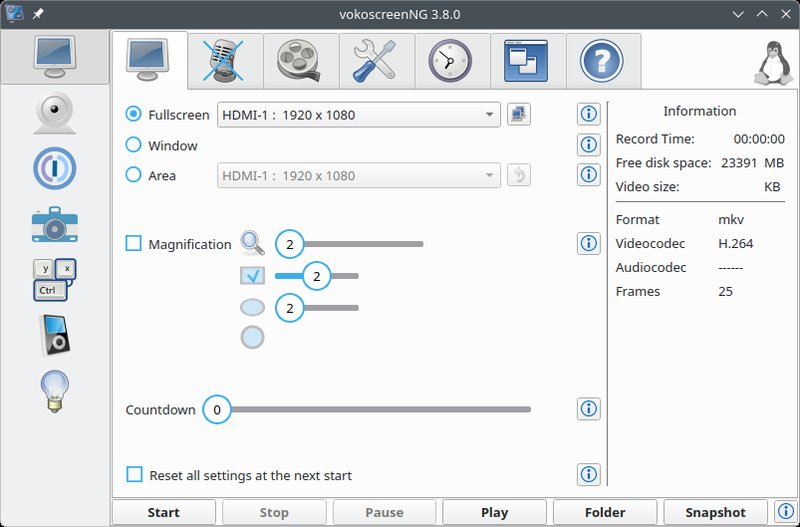 vokoscreenNG 3.8.0
Fullscreen HDMI-1 : 1920 x 1080
Window
Area HDMI-1 : 1920 x 1080
Magnification 2
2
2
Countdown 0
Reset all settings at the next start
Information
Record Time: 00:00:00
Free disk space: 23391 MB
Video size: KB
Format mkv
Videocodec H.264
Audiocodec ------
Frames 25
y x
Ctrl
Start Stop Pause Play Folder Snapshot